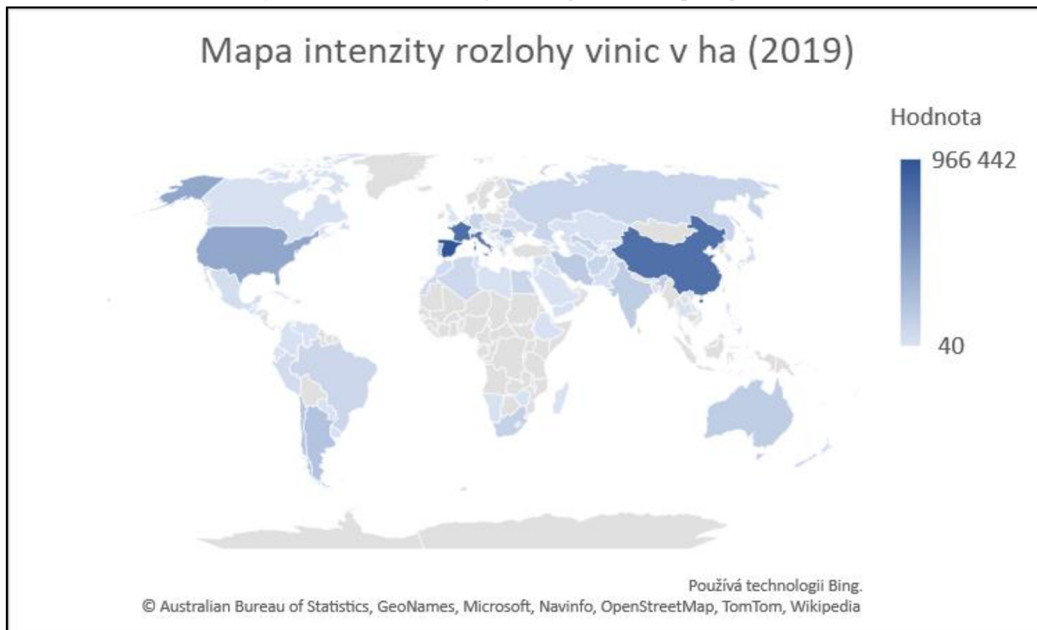 Mapa intenzity rozlohy vinic v ha (2019)
Hodnota
966 442
40
Používá technologii Bing.
© Australian Bureau of Statistics, GeoNames, Microsoft, Navinfo, OpenStreetMap, TomTom, Wikipedia